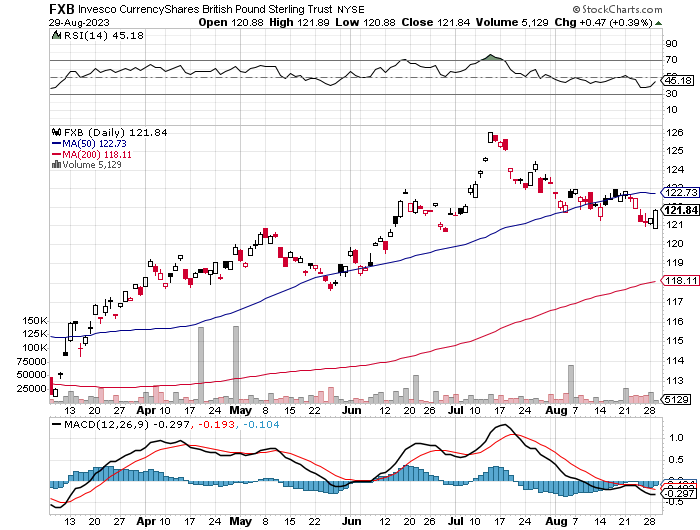 FXB Invesco CurrencyShares British Pound Sterling Trust NYSE © StockCharts.com
29-Aug-2023 Open 120.88 High 121.89 Low 120.88 Close 121.84 Volume 5,129 Chg +0.47 (+0.39%)
RSI(14) 45.18
90
70
50
45.18
30
10
FXB (Daily) 121.84
MA(50) 122.73
MA(200) 118.11
Volume 5,129
126
125
124
123
122.73
122
121.84
121
120
119
118.11
118
117
116
115
114
113
150K
125K
100K
75000
50000
25000
5129
13 20 27 Apr 10 17 24 May 8 15 22 Jun 12 20 26 Jul 10 17 24 Aug 7 14 21 28
MACD(12,26,9) -0.297, -0.193, -0.104
1.0
0.5
0.0
-0.297
-0.5
13 20 27 Apr 10 17 24 May 8 15 22 Jun 12 20 26 Jul 10 17 24 Aug 7 14 21 28